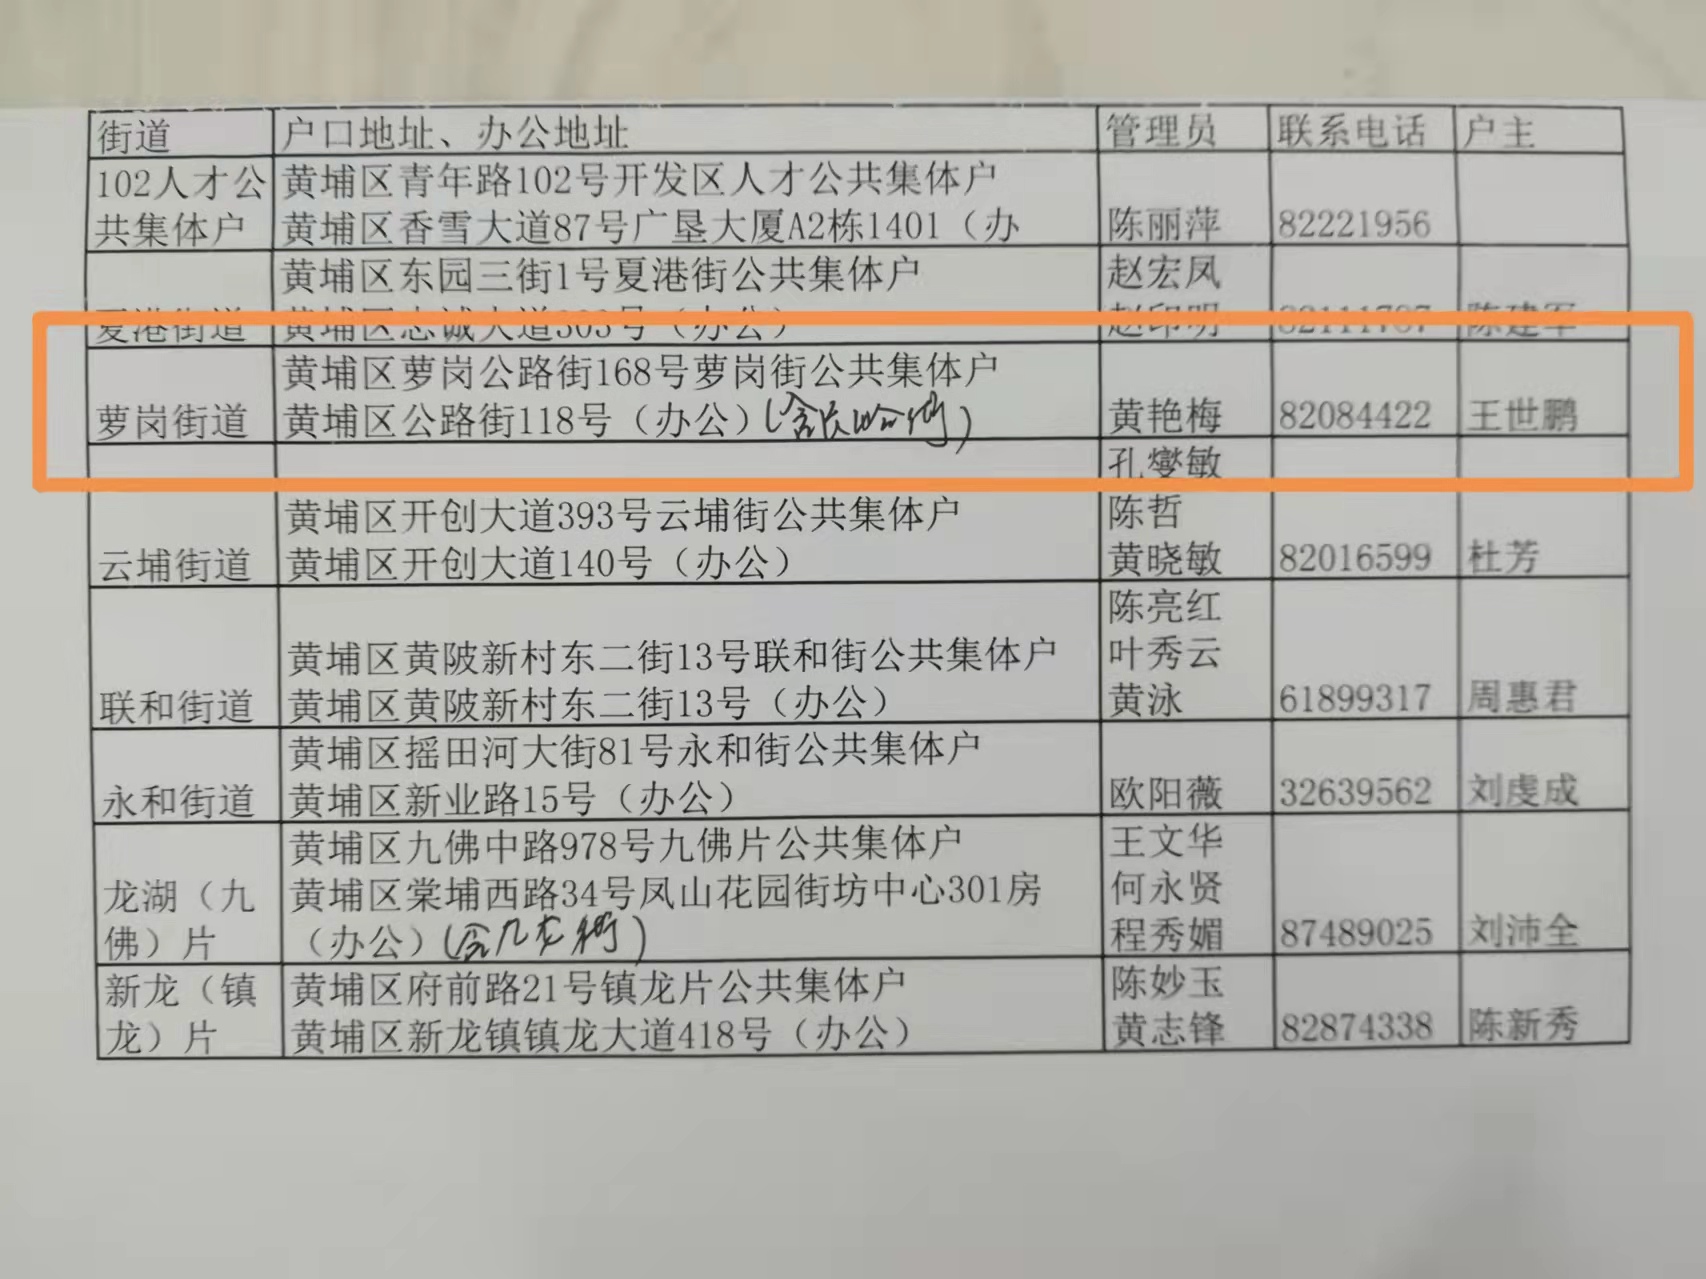 街道 户口地址、办公地址 管理员 联系电话 户主
102人才公 黄埔区青年路102号开发区人才公共集体户
共集体户 黄埔区香雪大道87号广垦大厦A2栋1401（办 陈丽萍 82221956
黄埔区东园三街1号夏港街公共集体户 赵宏凤
夏港街道 黄埔区志诚大道303号（办公）
黄埔区萝岗公路街168号萝岗街公共集体户
萝岗街道 黄埔区公路街118号（办公） 黄艳梅 82084422 王世鹏
孔燮敏
黄埔区开创大道393号云埔街公共集体户 陈哲
云埔街道 黄埔区开创大道140号（办公） 黄晓敏 82016599 杜芳
陈亮红
黄埔区黄陂新村东二街13号联和街公共集体户 叶秀云
联和街道 黄埔区黄陂新村东二街13号（办公） 黄泳 61899317 周惠君
黄埔区摇田河大街81号永和街公共集体户
永和街道 黄埔区新业路15号（办公） 欧阳薇 32639562 刘虔成
黄埔区九佛中路978号九佛片公共集体户 王文华
龙湖（九 黄埔区棠埔西路34号凤山花园街坊中心301房 何永贤
佛）片 （办公）(含九龙街) 程秀媚 87489025 刘沛全
新龙（镇 黄埔区府前路21号镇龙片公共集体户 陈妙玉
龙）片 黄埔区新龙镇镇龙大道418号（办公） 黄志锋 82874338 陈新秀